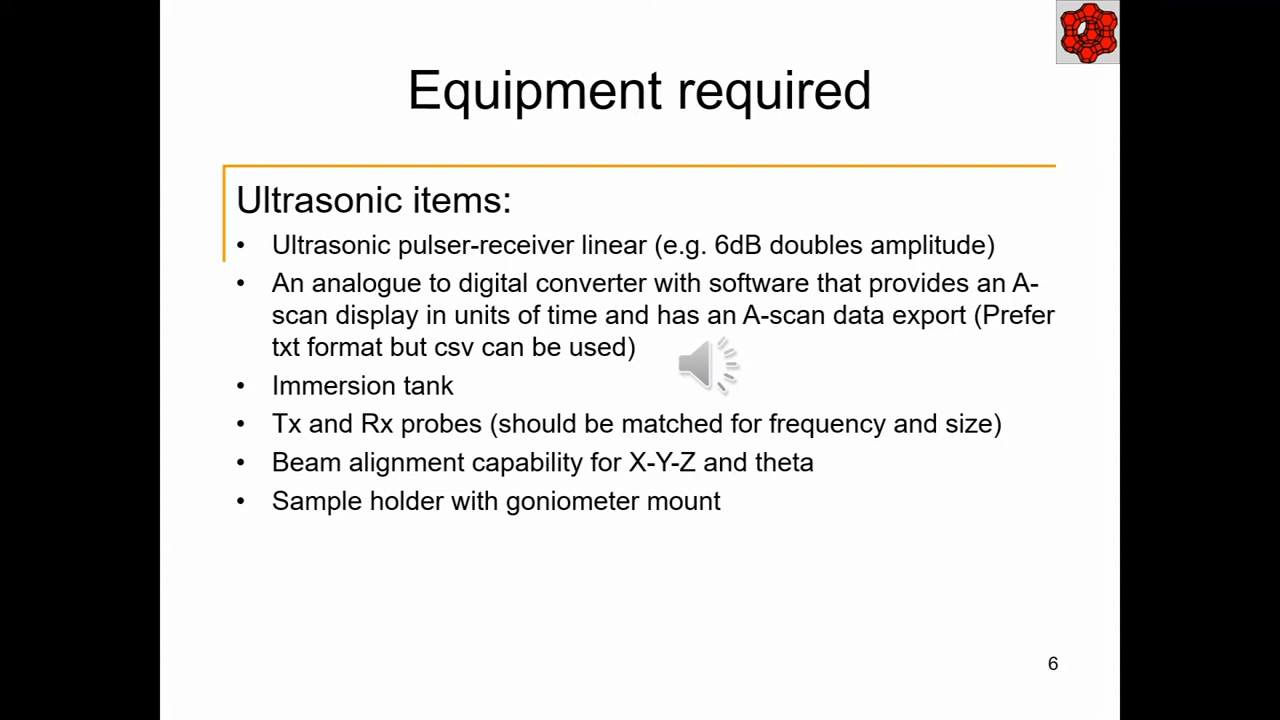 Equipment required
Ultrasonic items:
• Ultrasonic pulser-receiver linear (e.g. 6dB doubles amplitude)
• An analogue to digital converter with software that provides an A-
scan display in units of time and has an A-scan data export (Prefer
txt format but csv can be used)
• Immersion tank
• Tx and Rx probes (should be matched for frequency and size)
• Beam alignment capability for X-Y-Z and theta
• Sample holder with goniometer mount
6